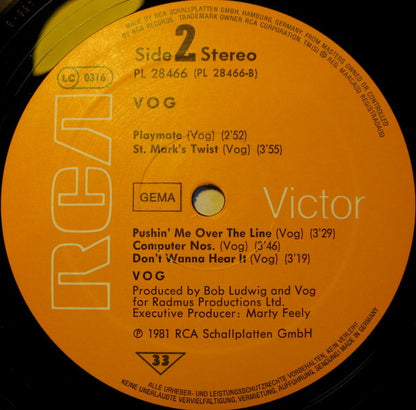 MADE BY RCA SCHALLPLATTEN GMBH, HAMBURG, GERMANY, FROM MASTERS OWNED OR CONTROLLED
BY RCA RECORDS TRADEMARK OWNER RCA CORPORATION, TM(S) ® REG. MARCA(S) REGISTRADA(S)
Side 2 Stereo
PL 28466 (PL 28466-B)
LC 0316
VOG
Playmate (Vog) (2'52)
St. Mark's Twist (Vog) (3'55)
RCA
GEMA
Victor
Pushin' Me Over The Line (Vog) (3'29)
Computer Nos. (Vog) (3'46)
Don't Wanna Hear It (Vog) (3'19)
VOG
Produced by Bob Ludwig and Vog
for Radmus Productions Ltd.
Executive Producer: Marty Feely
℗ 1981 RCA Schallplatten GmbH
33
ALLE URHEBER- UND LEISTUNGSSCHUTZRECHTE VORBEHALTEN, KEIN VERLEIH!
KEINE UNERLAUBTE VERVIELFÄLTIGUNG, VERMIETUNG, AUFFÜHRUNG, SENDUNG! MADE IN GERMANY